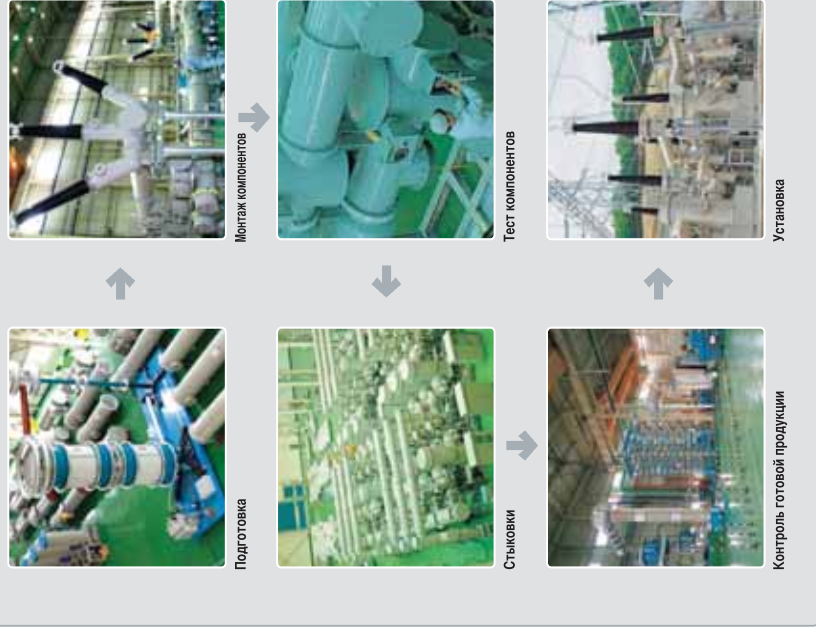 Подготовка
Монтаж компонентов
Тест компонентов
Стыковки
Контроль готовой продукции
Установка